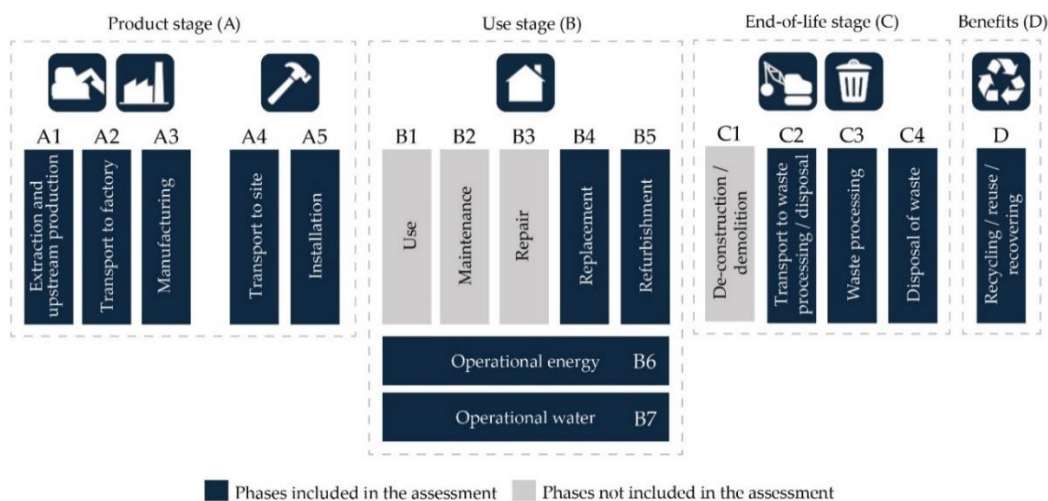 Product stage (A)
Use stage (B)
End-of-life stage (C)
Benefits (D)
A1
A2
A3
A4
A5
B1
B2
B3
B4
B5
C1
C2
C3
C4
D
Extraction and
upstream production
Transport to factory
Manufacturing
Transport to site
Installation
Use
Maintenance
Repair
Replacement
Refurbishment
De-construction /
demolition
Transport to waste
processing / disposal
Waste processing
Disposal of waste
Recycling / reuse /
recovering
Operational energy B6
Operational water B7
Phases included in the assessment
Phases not included in the assessment